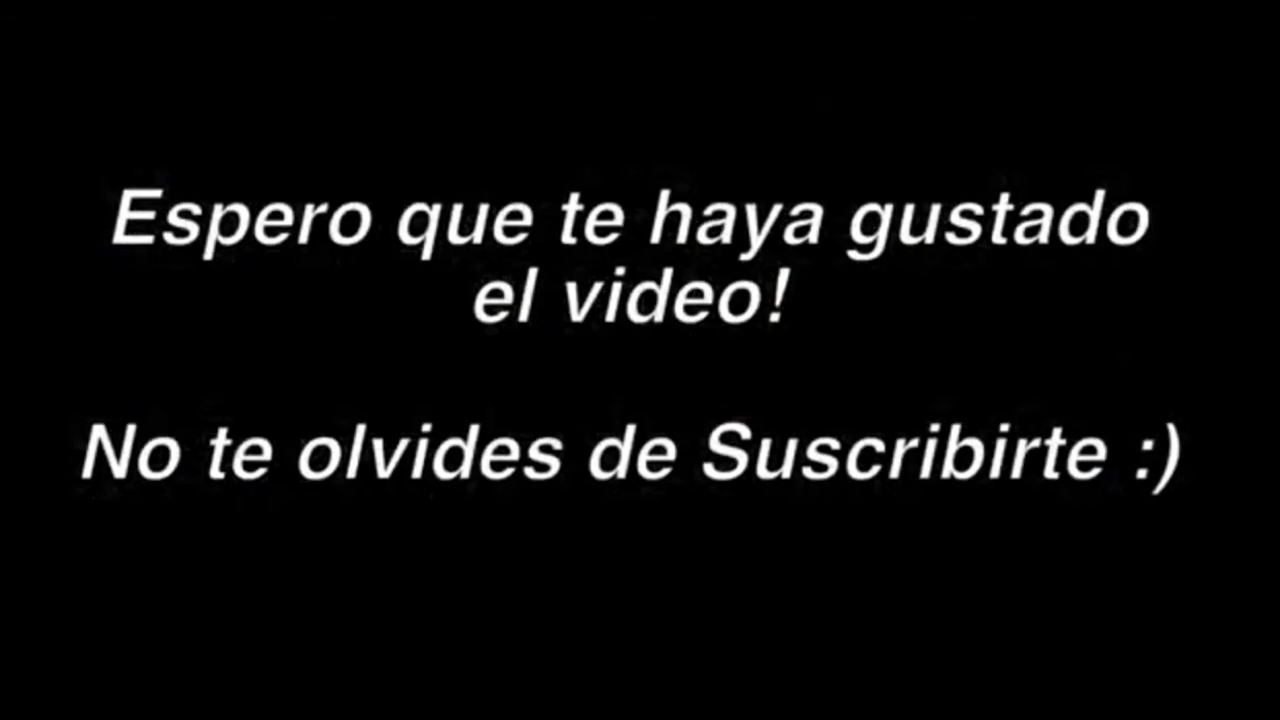 Espero que te haya gustado
el video!
No te olvides de Suscribirte :)